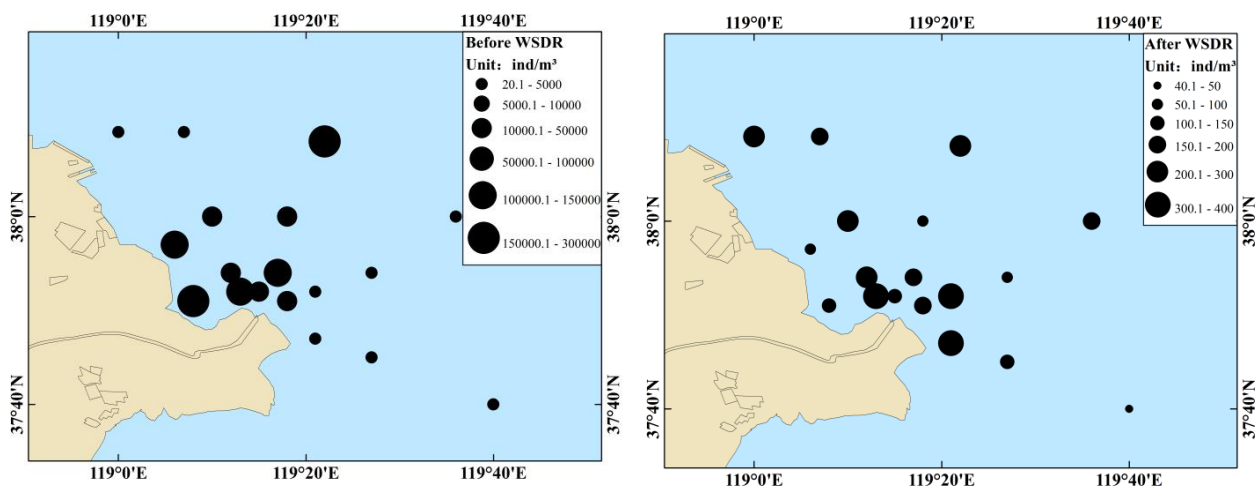 119°0'E 119°20'E 119°40'E
Before WSDR
Unit：ind/m³
20.1 - 5000
5000.1 - 10000
10000.1 - 50000
50000.1 - 100000
100000.1 - 150000
150000.1 - 300000
38°0'N 38°0'N
37°40'N 37°40'N
119°0'E 119°20'E 119°40'E
119°0'E 119°20'E 119°40'E
After WSDR
Unit：ind/m³
40.1 - 50
50.1 - 100
100.1 - 150
150.1 - 200
200.1 - 300
300.1 - 400
38°0'N 38°0'N
37°40'N 37°40'N
119°0'E 119°20'E 119°40'E